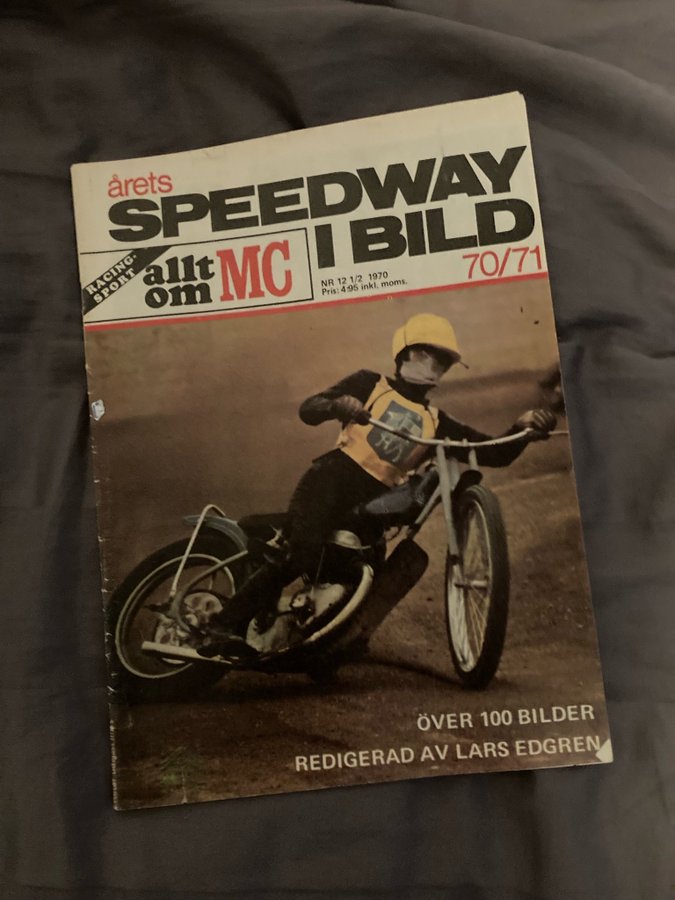 årets
SPEEDWAY
I BILD
70/71
RACING-
SPORT
allt
om
MC
NR 12 1/2 1970
Pris: 4:95 inkl. moms.
ÖVER 100 BILDER
REDIGERAD AV LARS EDGREN